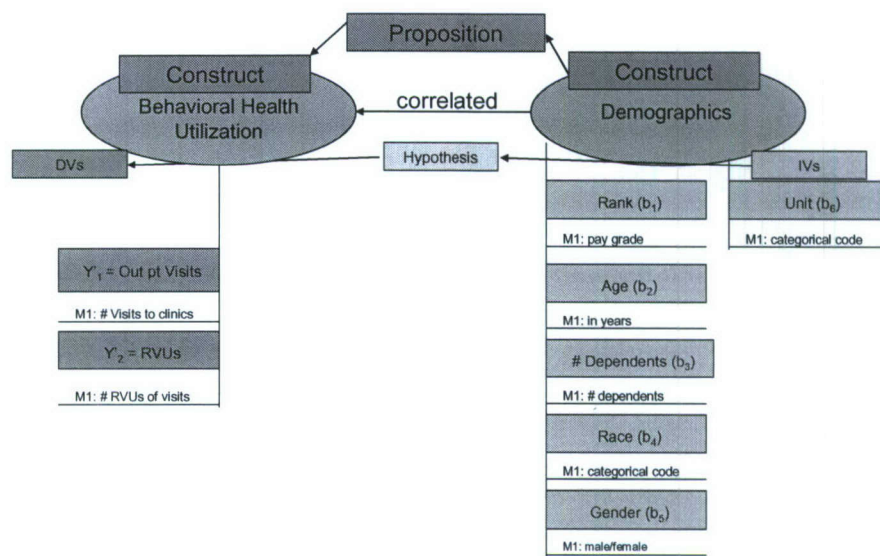 Proposition
Construct
Construct
Behavioral Health
Utilization
correlated
Demographics
DVs
Hypothesis
IVs
Rank (b₁)
Unit (b₆)
M1: pay grade
M1: categorical code
Y'₁ = Out pt Visits
Age (b₂)
M1: # Visits to clinics
M1: in years
Y'₂ = RVUs
# Dependents (b₃)
M1: # RVUs of visits
M1: # dependents
Race (b₄)
M1: categorical code
Gender (b₅)
M1: male/female